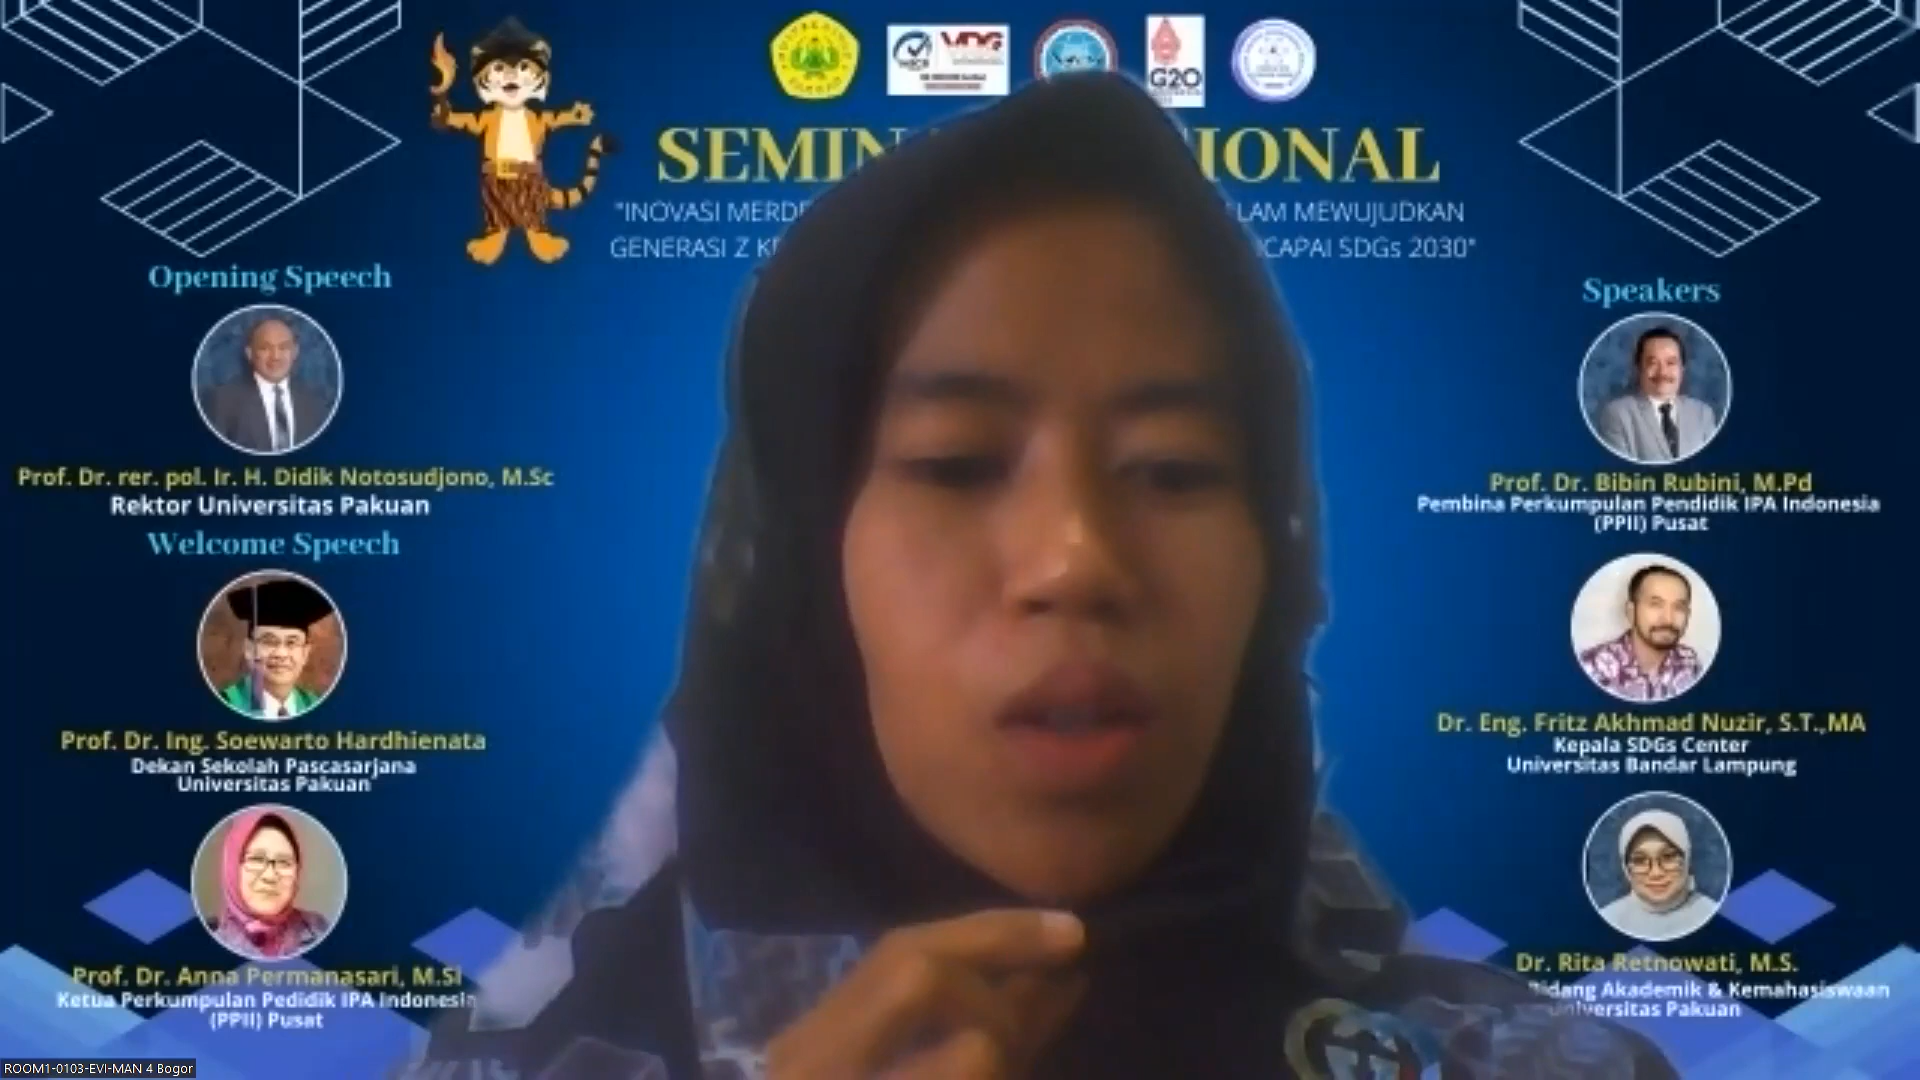 G20
SEMIN IONAL
"INOVASI MERDE LAM MEWUJUDKAN
GENERASI Z CAPAI SDGs 2030"
Opening Speech
Prof. Dr. rer. pol. Ir. H. Didik Notosudjono, M.Sc
Rektor Universitas Pakuan
Welcome Speech
Prof. Dr. Ing. Soewarto Hardhienata
Dekan Sekolah Pascasarjana
Universitas Pakuan
Prof. Dr. Anna Permanasari, M.Si
Ketua Perkumpulan Pedidik IPA Indonesia
(PPII) Pusat
Speakers
Prof. Dr. Bibin Rubini, M.Pd
Pembina Perkumpulan Pendidik IPA Indonesia
(PPII) Pusat
Dr. Eng. Fritz Akhmad Nuzir, S.T.,MA
Kepala SDGs Center
Universitas Bandar Lampung
Dr. Rita Retnowati, M.S.
Bidang Akademik & Kemahasiswaan
Universitas Pakuan
ROOM1-0103-EVI-MAN 4 Bogor